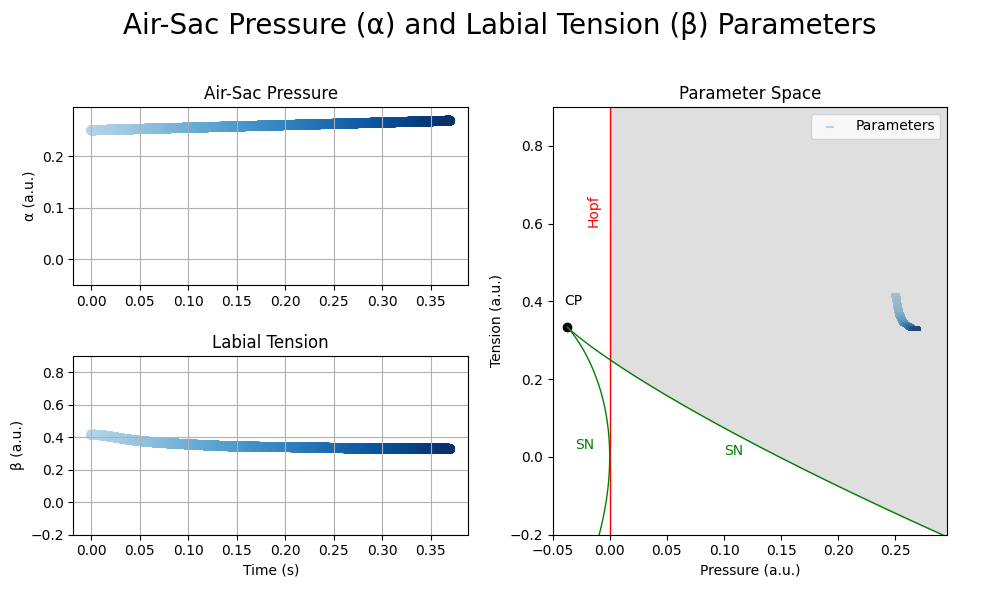 Air-Sac Pressure (α) and Labial Tension (β) Parameters
Air-Sac Pressure
α (a.u.)
0.2
0.1
0.0
0.00 0.05 0.10 0.15 0.20 0.25 0.30 0.35
Labial Tension
β (a.u.)
0.8
0.6
0.4
0.2
0.0
−0.2
0.00 0.05 0.10 0.15 0.20 0.25 0.30 0.35
Time (s)
Parameter Space
Parameters
Tension (a.u.)
0.8
0.6
0.4
0.2
0.0
−0.2
Hopf
CP
SN
SN
−0.05 0.00 0.05 0.10 0.15 0.20 0.25
Pressure (a.u.)